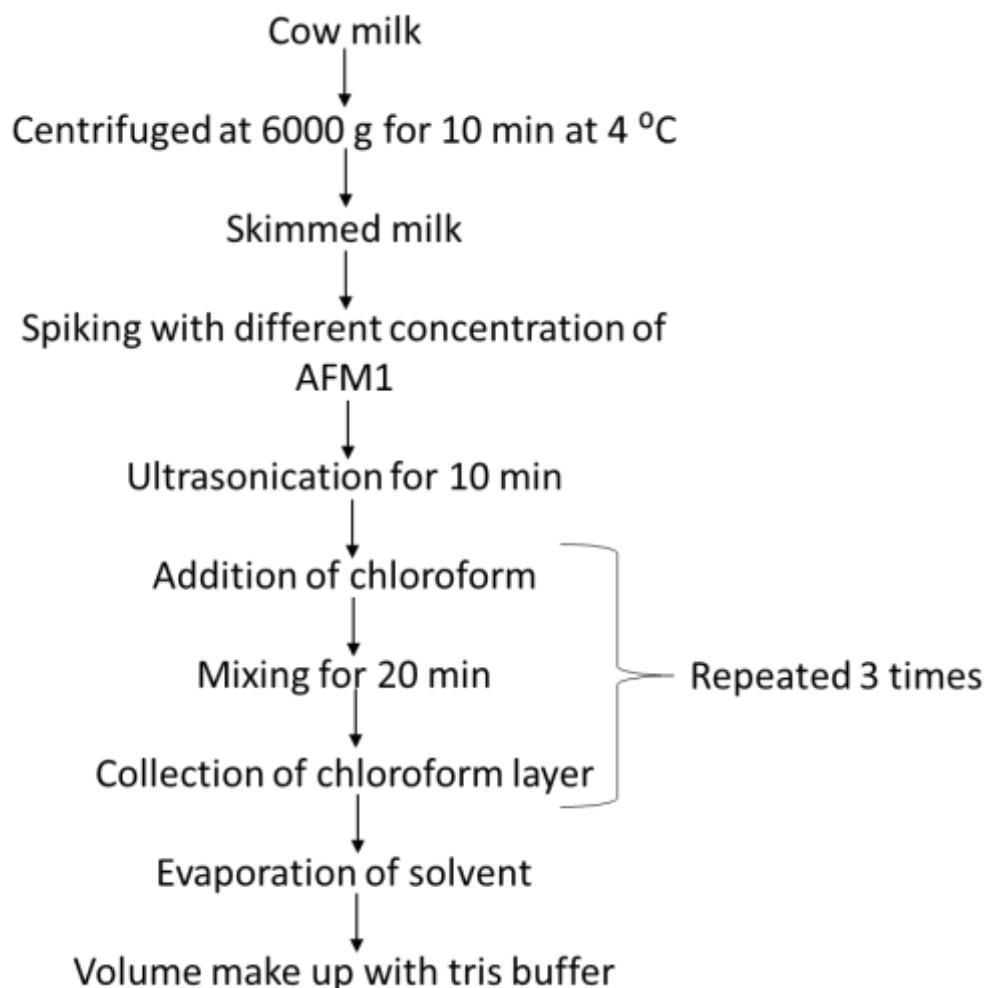 Cow milk
Centrifuged at 6000 g for 10 min at 4 ⁰C
Skimmed milk
Spiking with different concentration of
AFM1
Ultrasonication for 10 min
Addition of chloroform
Mixing for 20 min
Repeated 3 times
Collection of chloroform layer
Evaporation of solvent
Volume make up with tris buffer